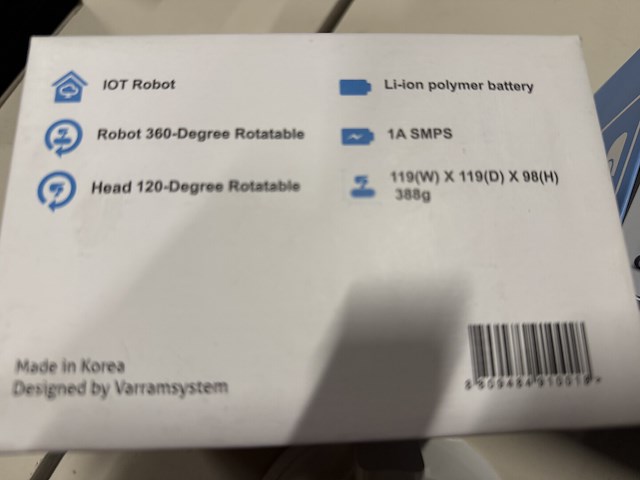 IOT Robot
Robot 360-Degree Rotatable
Head 120-Degree Rotatable
Li-ion polymer battery
1A SMPS
119(W) X 119(D) X 98(H)
388g
Made in Korea
Designed by Varramsystem